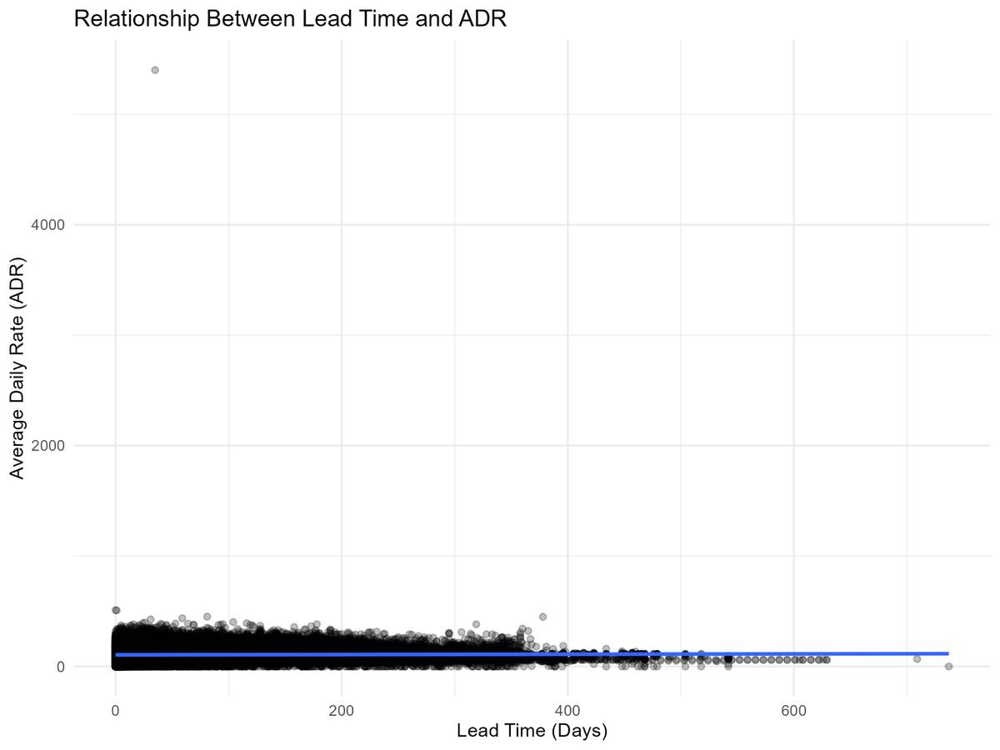 Relationship Between Lead Time and ADR
Average Daily Rate (ADR)
4000
2000
0
0 200 400 600
Lead Time (Days)